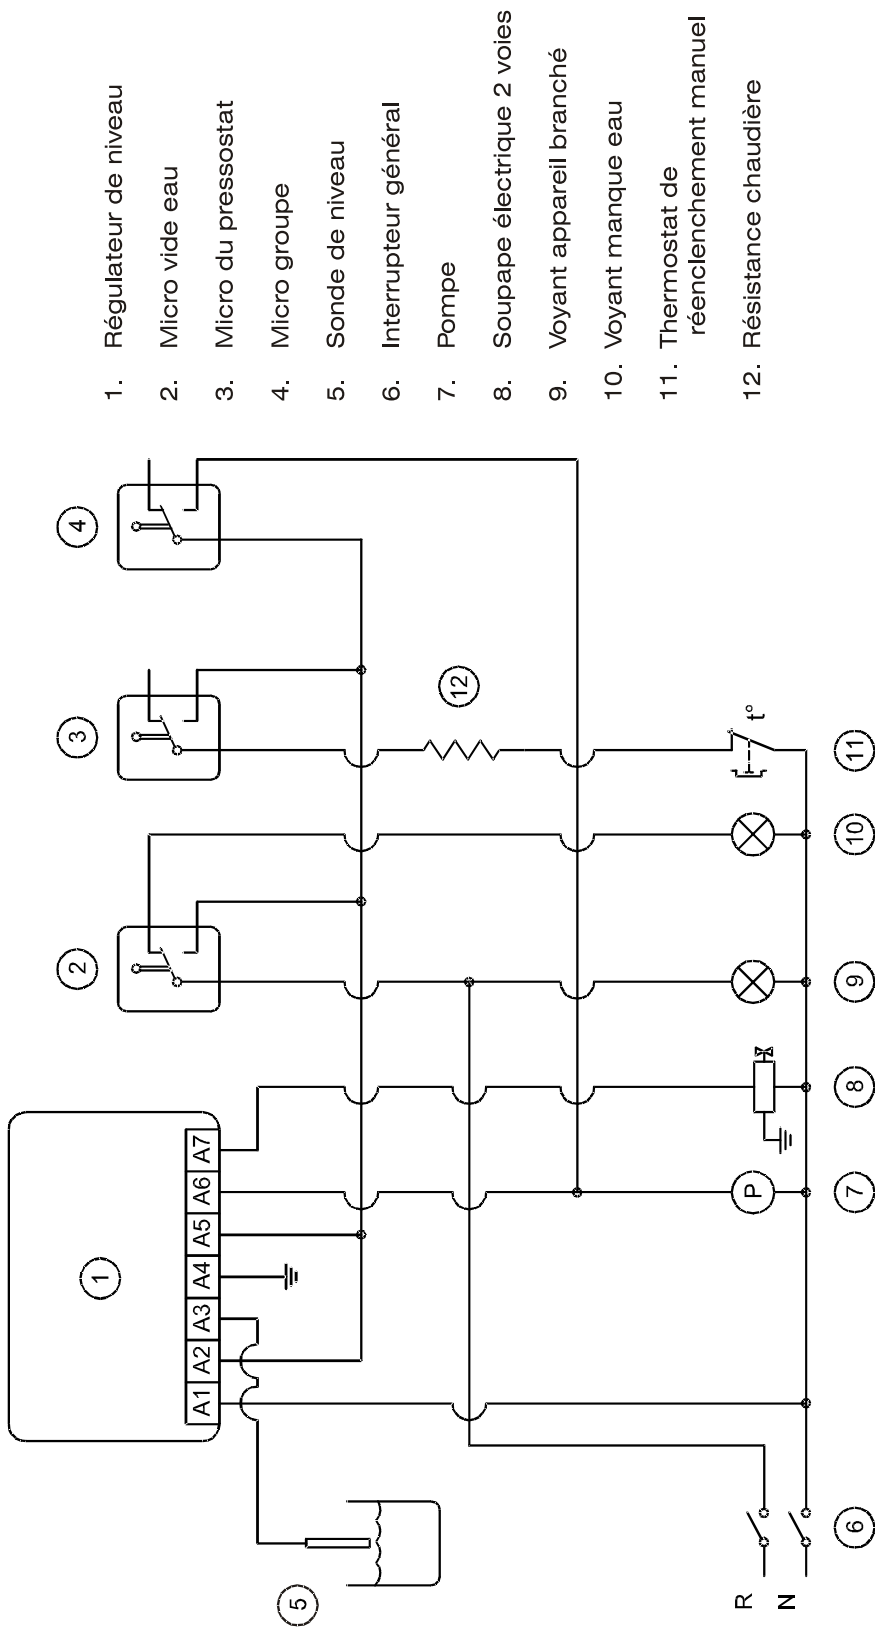 1. Régulateur de niveau
2. Micro vide eau
3. Micro du pressostat
4. Micro groupe
5. Sonde de niveau
6. Interrupteur général
7. Pompe
8. Soupape électrique 2 voies
9. Voyant appareil branché
10. Voyant manque eau
11. Thermostat de
réenclenchement manuel
12. Résistance chaudière
1
2
3
4
A1 A2 A3 A4 A5 A6 A7
5
12
R
N
P
t°
6
7
8
9
10
11